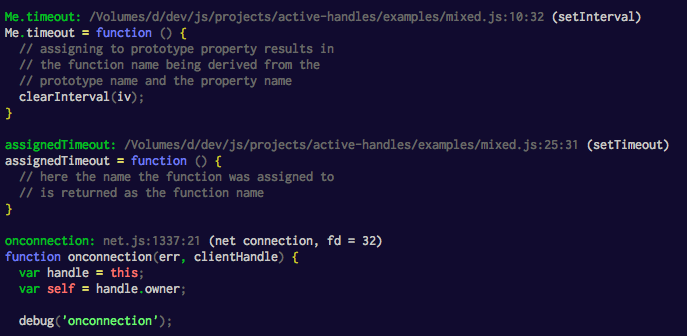 Me.timeout: /Volumes/d/dev/js/projects/active-handles/examples/mixed.js:10:32 (setInterval)
Me.timeout = function () {
  // assigning to prototype property results in
  // the function name being derived from the
  // prototype name and the property name
  clearInterval(iv);
}

assignedTimeout: /Volumes/d/dev/js/projects/active-handles/examples/mixed.js:25:31 (setTimeout)
assignedTimeout = function () {
  // here the name the function was assigned to
  // is returned as the function name
}

onconnection: net.js:1337:21 (net connection, fd = 32)
function onconnection(err, clientHandle) {
  var handle = this;
  var self = handle.owner;

  debug('onconnection');